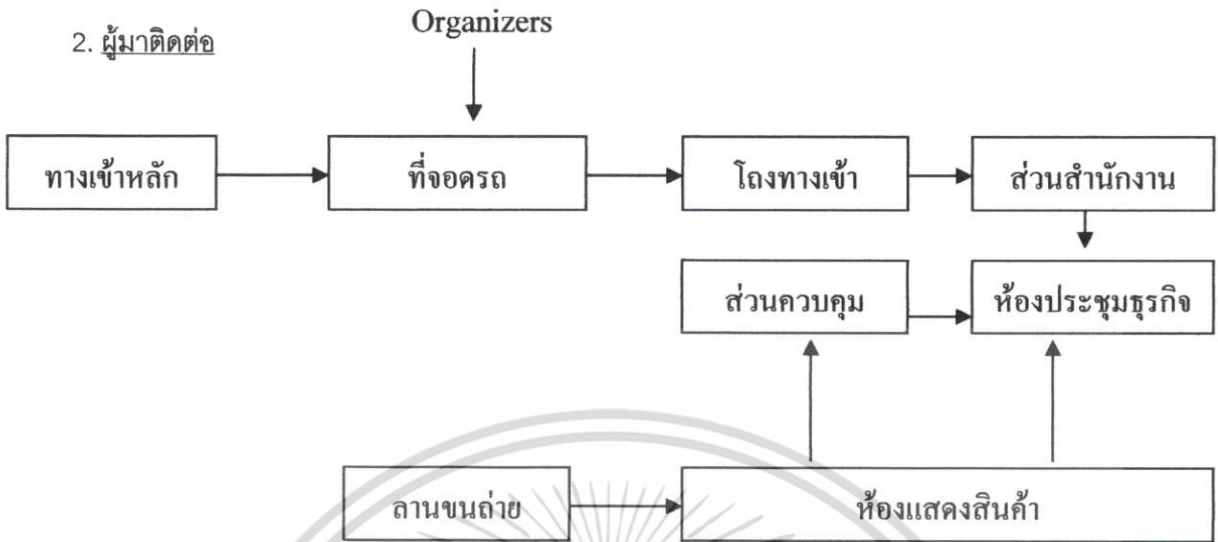 Organizers
2. ผู้มาติดต่อ
ทางเข้าหลัก
ที่จอดรถ
โถงทางเข้า
ส่วนสำนักงาน
ส่วนควบคุม
ห้องประชุมธุรกิจ
ลานขนถ่าย
ห้องแสดงสินค้า